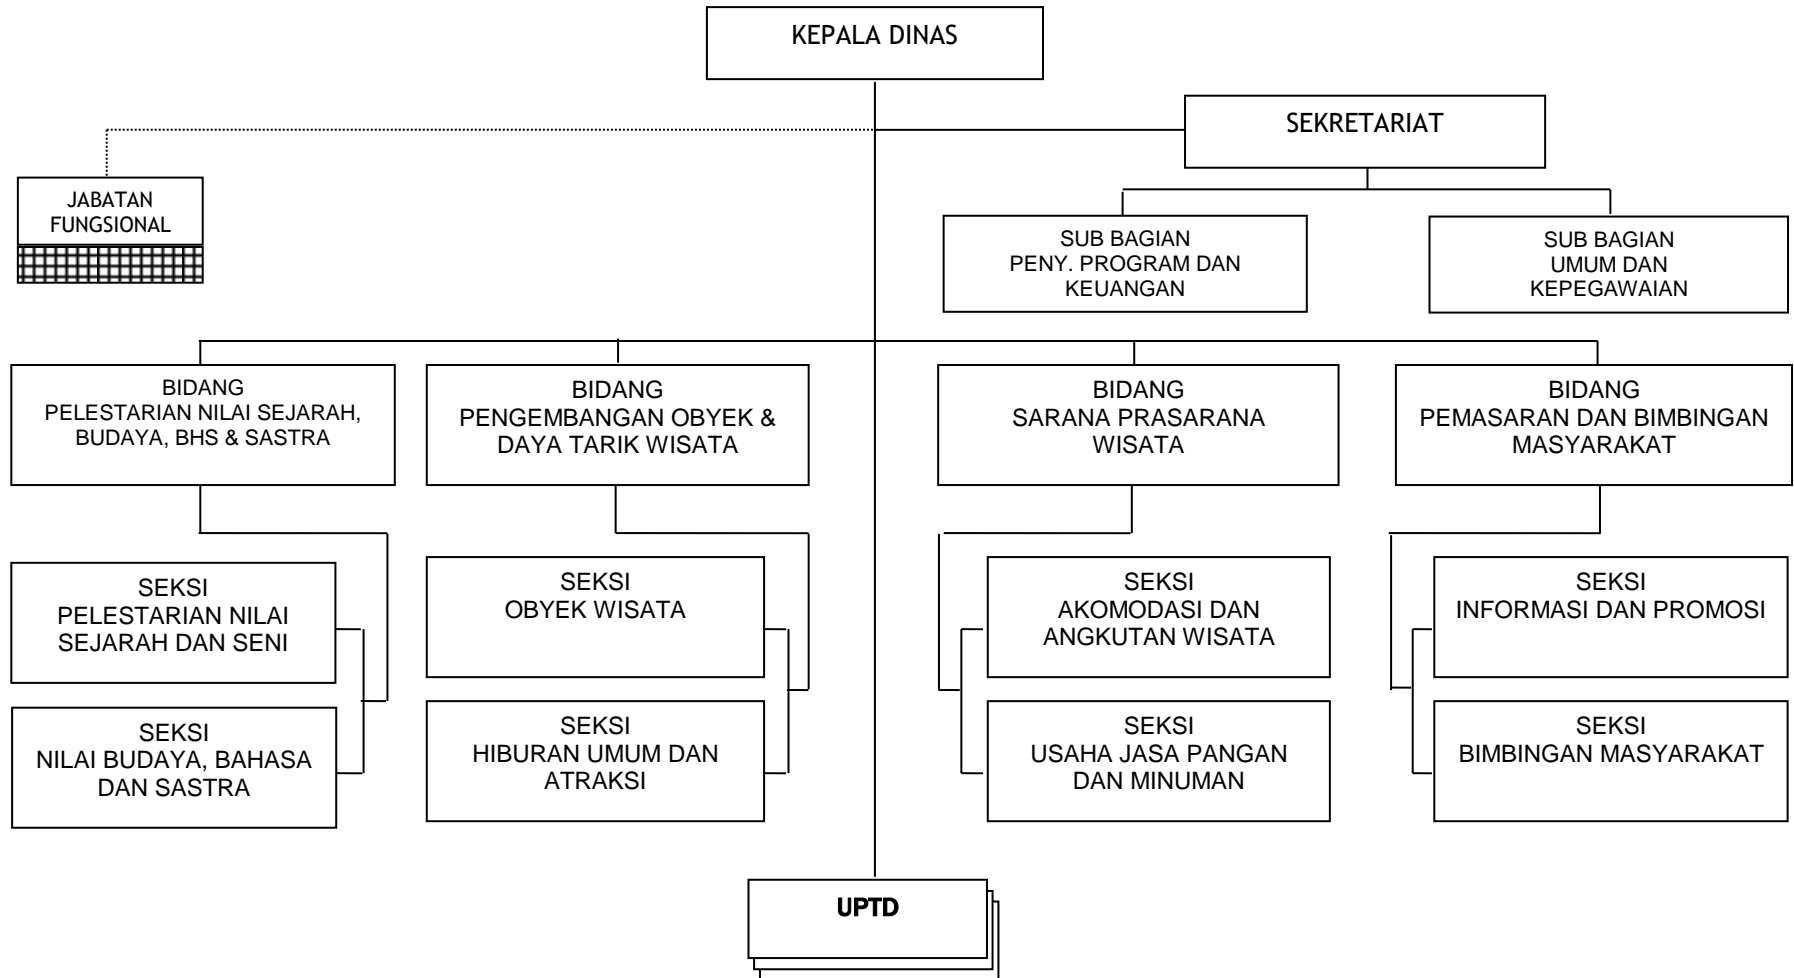 KEPALA DINAS
SEKRETARIAT
JABATAN
FUNGSIONAL
SUB BAGIAN
PENY. PROGRAM DAN
KEUANGAN
SUB BAGIAN
UMUM DAN
KEPEGAWAIAN
BIDANG
PELESTARIAN NILAI SEJARAH,
BUDAYA, BHS & SASTRA
BIDANG
PENGEMBANGAN OBYEK &
DAYA TARIK WISATA
BIDANG
SARANA PRASARANA
WISATA
BIDANG
PEMASARAN DAN BIMBINGAN
MASYARAKAT
SEKSI
PELESTARIAN NILAI
SEJARAH DAN SENI
SEKSI
OBYEK WISATA
SEKSI
AKOMODASI DAN
ANGKUTAN WISATA
SEKSI
INFORMASI DAN PROMOSI
SEKSI
NILAI BUDAYA, BAHASA
DAN SASTRA
SEKSI
HIBURAN UMUM DAN
ATRAKSI
SEKSI
USAHA JASA PANGAN
DAN MINUMAN
SEKSI
BIMBINGAN MASYARAKAT
UPTD